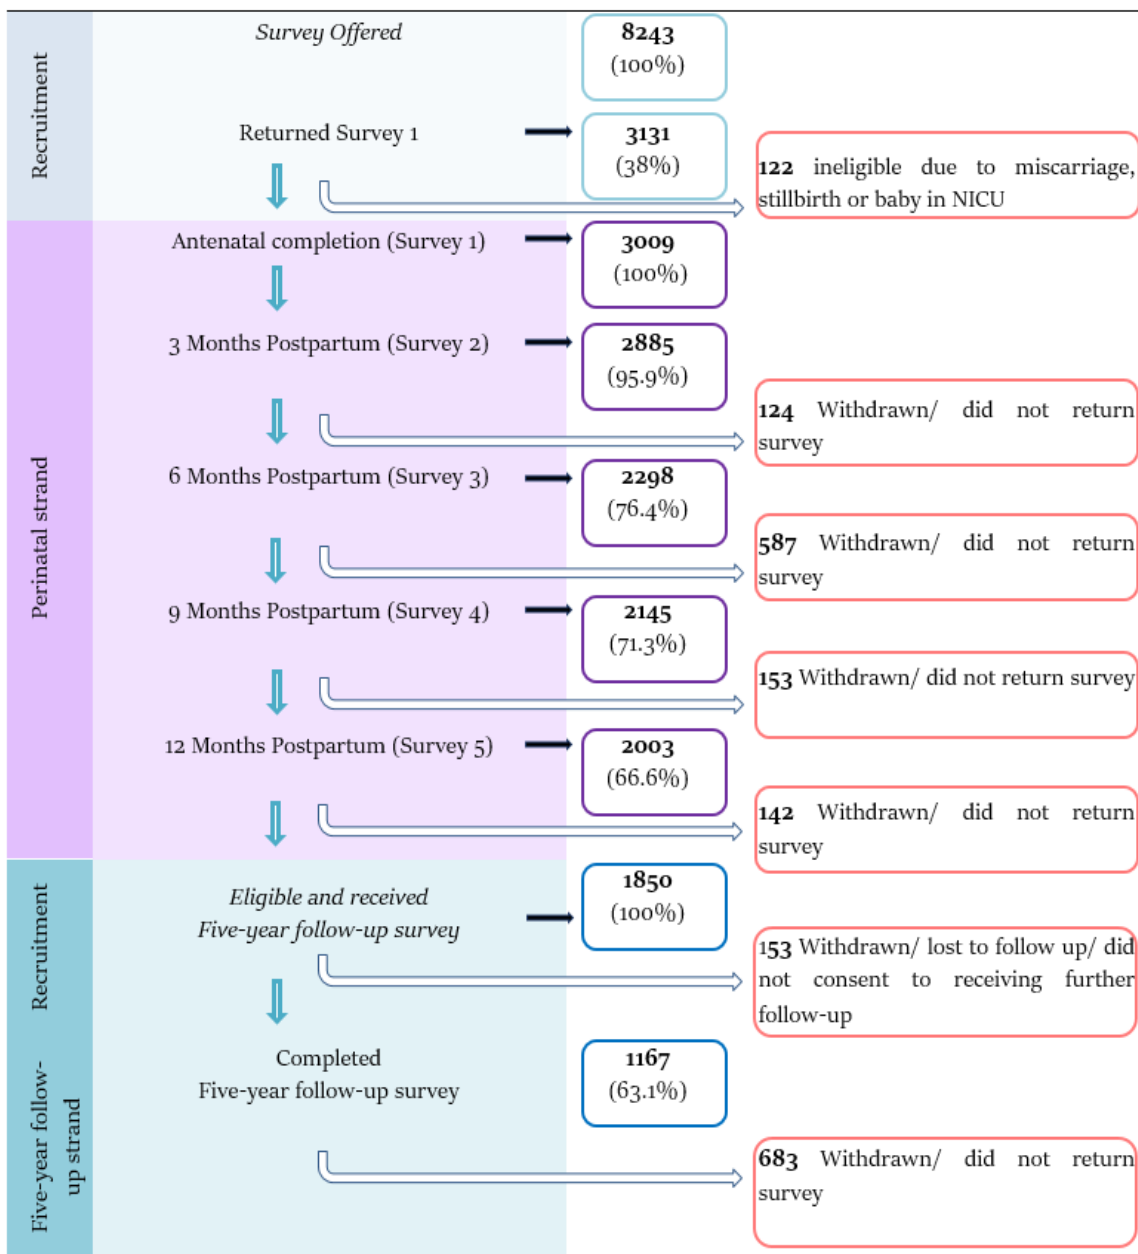 Recruitment
Survey Offered
8243
(100%)
Returned Survey 1
3131
(38%)
122 ineligible due to miscarriage,
stillbirth or baby in NICU
Perinatal strand
Antenatal completion (Survey 1)
3009
(100%)
3 Months Postpartum (Survey 2)
2885
(95.9%)
124 Withdrawn/ did not return
survey
6 Months Postpartum (Survey 3)
2298
(76.4%)
587 Withdrawn/ did not return
survey
9 Months Postpartum (Survey 4)
2145
(71.3%)
153 Withdrawn/ did not return survey
12 Months Postpartum (Survey 5)
2003
(66.6%)
142 Withdrawn/ did not return
survey
Recruitment
Eligible and received
Five-year follow-up survey
1850
(100%)
153 Withdrawn/ lost to follow up/ did
not consent to receiving further
follow-up
Five-year follow-
up strand
Completed
Five-year follow-up survey
1167
(63.1%)
683 Withdrawn/ did not return
survey